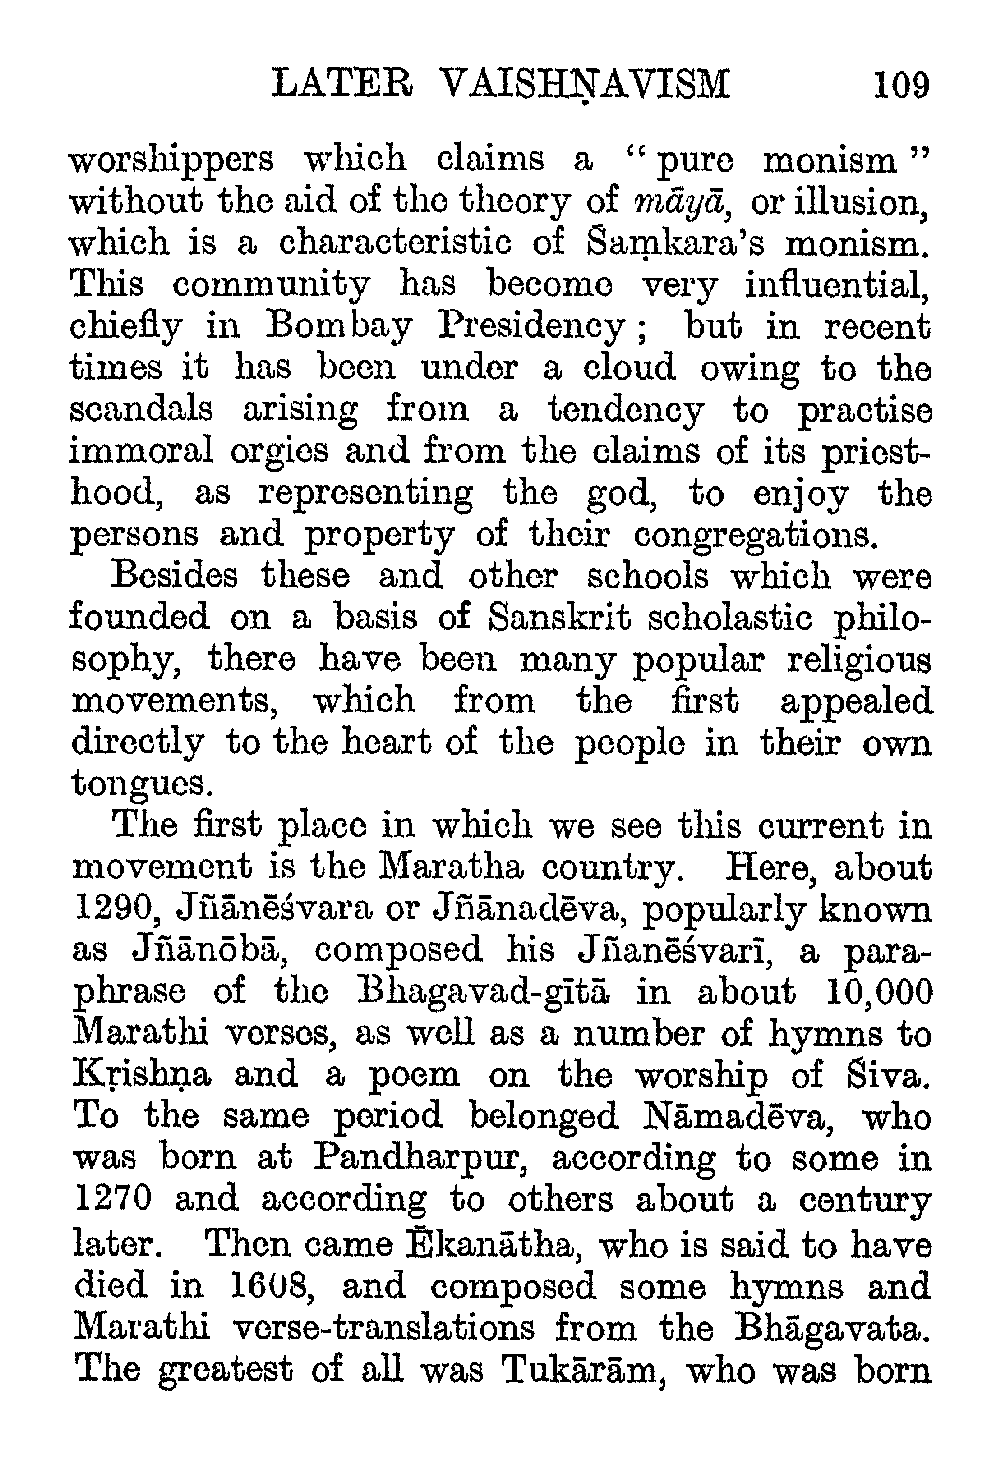 LATER VAISHṆAVISM 109
worshippers which claims a “ pure monism ”
without the aid of the theory of māyā, or illusion,
which is a characteristic of Śaṃkara’s monism.
This community has become very influential,
chiefly in Bombay Presidency ; but in recent
times it has been under a cloud owing to the
scandals arising from a tendency to practise
immoral orgies and from the claims of its priest-
hood, as representing the god, to enjoy the
persons and property of their congregations.
Besides these and other schools which were
founded on a basis of Sanskrit scholastic philo-
sophy, there have been many popular religious
movements, which from the first appealed
directly to the heart of the people in their own
tongues.
The first place in which we see this current in
movement is the Maratha country. Here, about
1290, Jñānēśvara or Jñānadēva, popularly known
as Jñānōbā, composed his Jñanēśvarī, a para-
phrase of the Bhagavad-gītā in about 10,000
Marathi verses, as well as a number of hymns to
Kṛishṇa and a poem on the worship of Śiva.
To the same period belonged Nāmadēva, who
was born at Pandharpur, according to some in
1270 and according to others about a century
later. Then came Ēkanātha, who is said to have
died in 1608, and composed some hymns and
Marathi verse-translations from the Bhāgavata.
The greatest of all was Tukārām, who was born